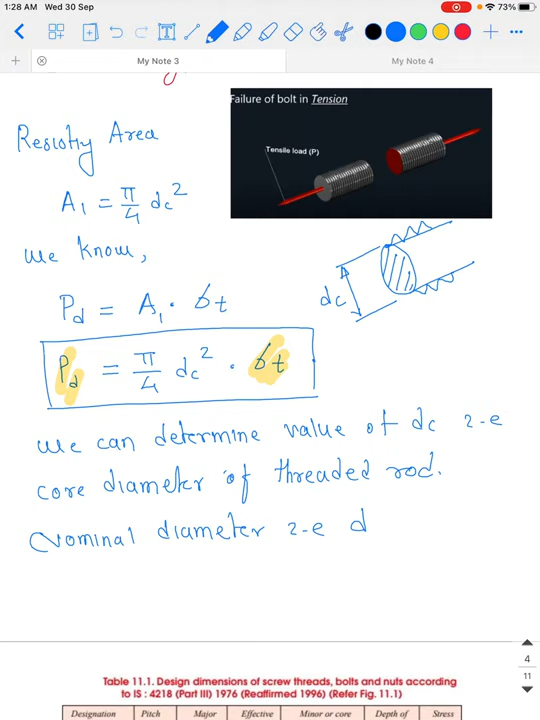 1:28 AM Wed 30 Sep
73%
My Note 3
My Note 4
Failure of bolt in Tension
Tensile load (P)
Resisting Area
A1 = π/4 dc²
we know,
dc
Pd = A1 · σt
Pd = π/4 dc² · σt
we can determine value of dc i-e
core diameter of threaded rod.
Nominal diameter i-e d
4
11
Table 11.1. Design dimensions of screw threads, bolts and nuts according
to IS : 4218 (Part III) 1976 (Reaffirmed 1996) (Refer Fig. 11.1)
Designation Pitch Major Effective Minor or core Depth of Stress